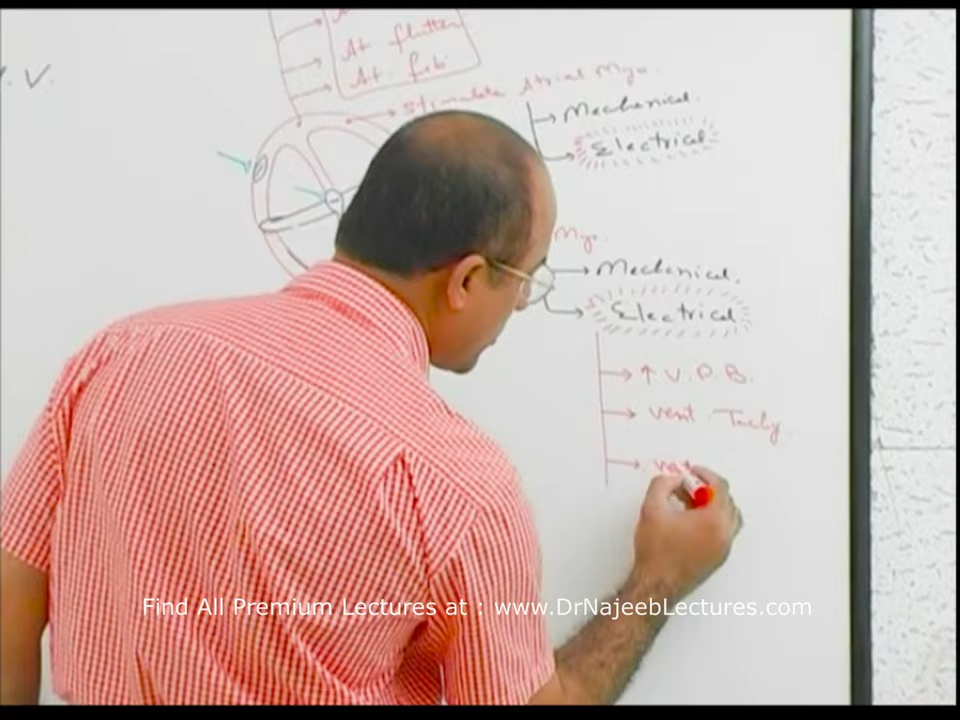 .V.
At. flutter
At. fib.
Stimulate Atrial Myo.
Mechanical.
Electrical
Myo.
Mechanical.
Electrical
↑ V.P.B.
Vent. Tachy.
Find All Premium Lectures at : www.DrNajeebLectures.com